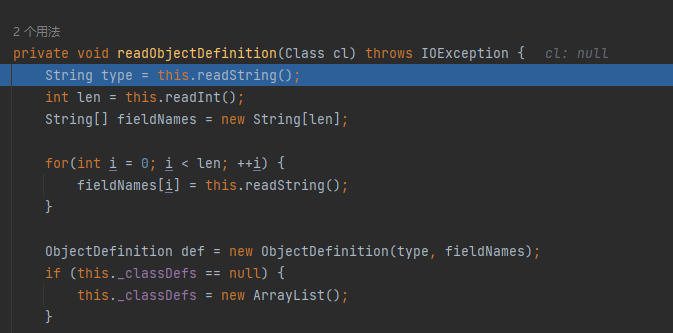 2 个用法
private void readObjectDefinition(Class cl) throws IOException {   cl: null
    String type = this.readString();
    int len = this.readInt();
    String[] fieldNames = new String[len];

    for(int i = 0; i < len; ++i) {
        fieldNames[i] = this.readString();
    }

    ObjectDefinition def = new ObjectDefinition(type, fieldNames);
    if (this._classDefs == null) {
        this._classDefs = new ArrayList();
    }